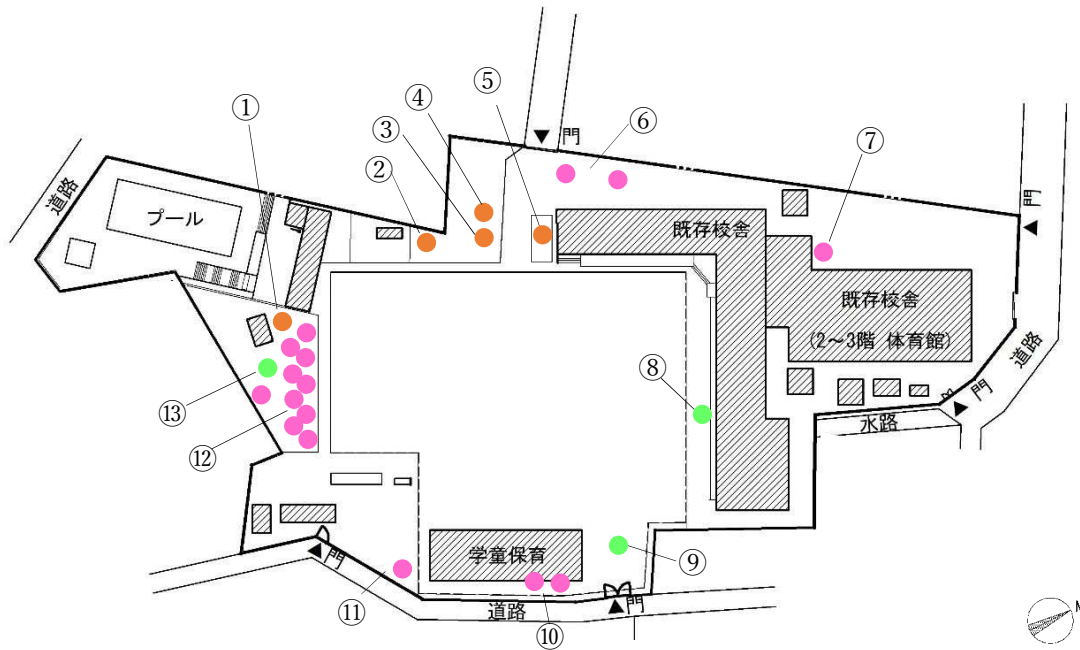 ⑤
④
①
③
門
⑥
⑦
②
道路
プール
門
既存校舎
既存校舎
(2～3階 体育館)
道路
⑧
⑬
門
水路
⑫
学童保育
門
⑨
⑪
道路
門
⑩